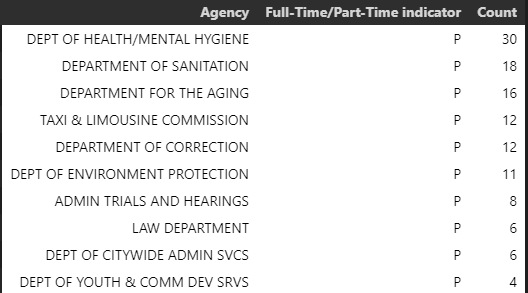 Agency Full-Time/Part-Time indicator Count
DEPT OF HEALTH/MENTAL HYGIENE P 30
DEPARTMENT OF SANITATION P 18
DEPARTMENT FOR THE AGING P 16
TAXI & LIMOUSINE COMMISSION P 12
DEPARTMENT OF CORRECTION P 12
DEPT OF ENVIRONMENT PROTECTION P 11
ADMIN TRIALS AND HEARINGS P 8
LAW DEPARTMENT P 6
DEPT OF CITYWIDE ADMIN SVCS P 6
DEPT OF YOUTH & COMM DEV SRVS P 4